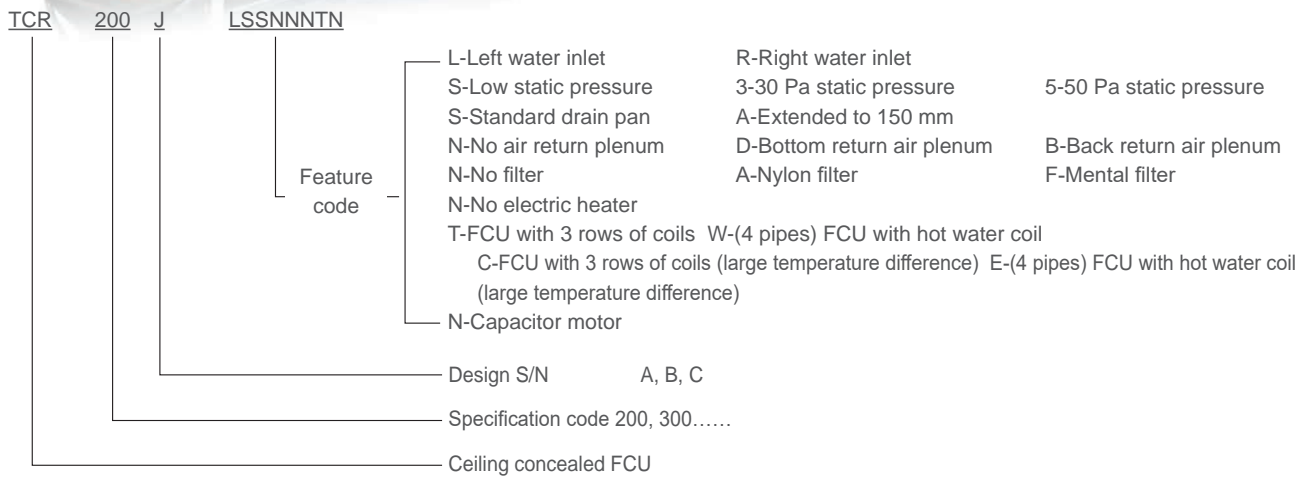 TCR 200 J LSSNNNTN
L-Left water inlet R-Right water inlet
S-Low static pressure 3-30 Pa static pressure 5-50 Pa static pressure
S-Standard drain pan A-Extended to 150 mm
N-No air return plenum D-Bottom return air plenum B-Back return air plenum
Feature
code
N-No filter A-Nylon filter F-Mental filter
N-No electric heater
T-FCU with 3 rows of coils W-(4 pipes) FCU with hot water coil
C-FCU with 3 rows of coils (large temperature difference) E-(4 pipes) FCU with hot water coil
(large temperature difference)
N-Capacitor motor
Design S/N A, B, C
Specification code 200, 300……
Ceiling concealed FCU